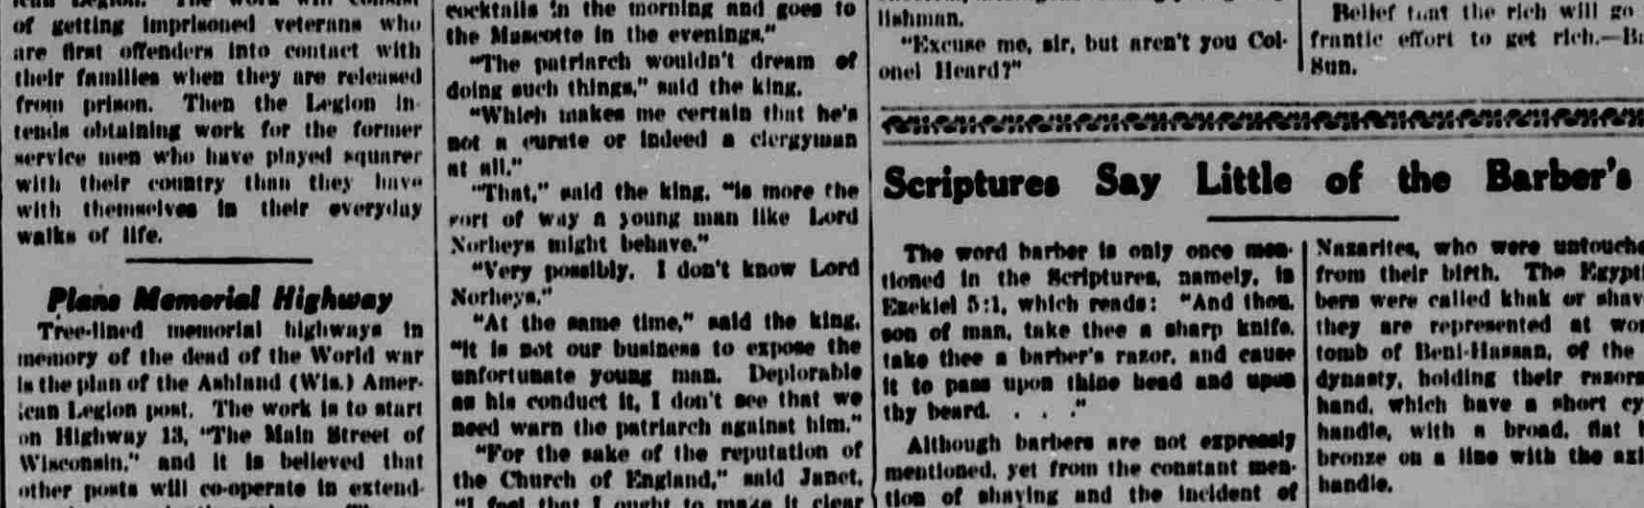 of getting imprisoned veterans who
are first offenders into contact with
their families when they are released
from prison. Then the Legion in-
tends obtaining work for the former
service men who have played squarer
with their country than they have
with themselves in their everyday
walks of life.
Plans Memorial Highway
Tree-lined memorial highways in
memory of the dead of the World war
is the plan of the Ashland (Wis.) Amer-
ican Legion post. The work is to start
on Highway 13, "The Main Street of
Wisconsin," and it is believed that
other posts will co-operate in extend-
cocktails in the morning and goes to
the Mascotte in the evenings,"
"The patriarch wouldn't dream of
doing such things," said the king.
"Which makes me certain that he's
not a curate or indeed a clergyman
at all."
"That," said the king, "is more the
sort of way a young man like Lord
Norheys might behave."
"Very possibly. I don't know Lord
Norheys."
"At the same time," said the king,
"it is not our business to expose the
unfortunate young man. Deplorable
as his conduct it, I don't see that we
need warn the patriarch against him."
"For the sake of the reputation of
the Church of England," said Janet,
"I feel that I ought to make it clear
lishman.
"Excuse me, sir, but aren't you Col-
onel Heard?"
Belief that the rich will go
frantic effort to get rich.—
Sun.
Scriptures Say Little of the Barber's
The word barber is only once men-
tioned in the Scriptures, namely, in
Ezekiel 5:1, which reads: "And thou,
son of man, take thee a sharp knife,
take thee a barber's razor, and cause
it to pass upon thine head and upon
thy beard. . . ."
Although barbers are not expressly
mentioned, yet from the constant men-
tion of shaving and the incident of
Nazarites, who were untouche
from their birth. The Egypt
bers were called khak or shav
they are represented at wor
tomb of Beni-Hassan, of the
dynasty, holding their razors
hand, which have a short cy
handle, with a broad, flat
bronze on a line with the axi
handle.